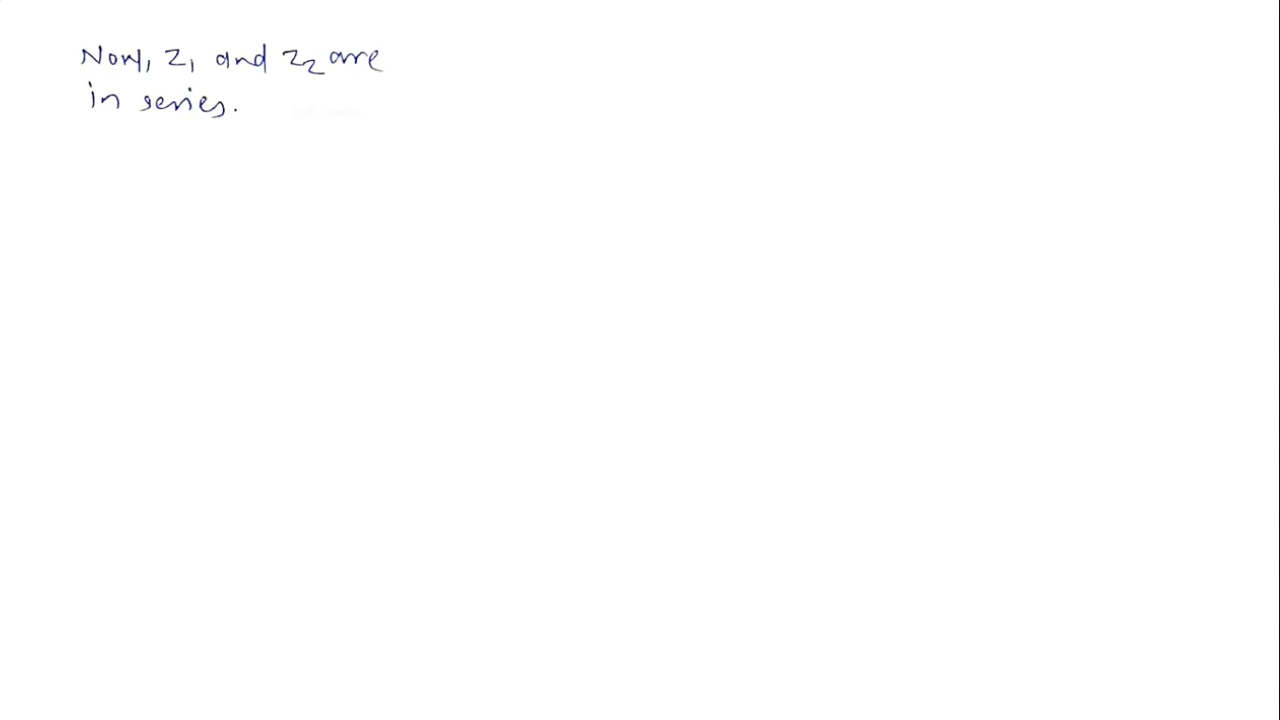 Now, Z₁ and Z₂ are
in series.